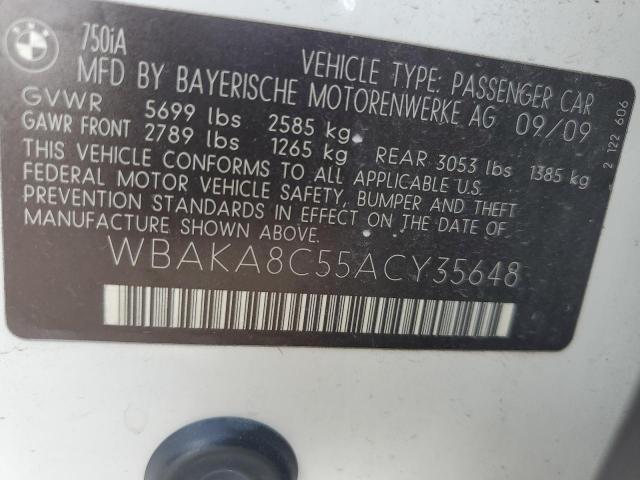 BMW
750iA
VEHICLE TYPE: PASSENGER CAR
MFD BY BAYERISCHE MOTORENWERKE AG 09/09
GVWR 5699 lbs 2585 kg
GAWR FRONT 2789 lbs 1265 kg REAR 3053 lbs 1385 kg
THIS VEHICLE CONFORMS TO ALL APPLICABLE U.S.
FEDERAL MOTOR VEHICLE SAFETY, BUMPER AND THEFT
PREVENTION STANDARDS IN EFFECT ON THE DATE OF
MANUFACTURE SHOWN ABOVE.
WBAKA8C55ACY35648
2 122 606